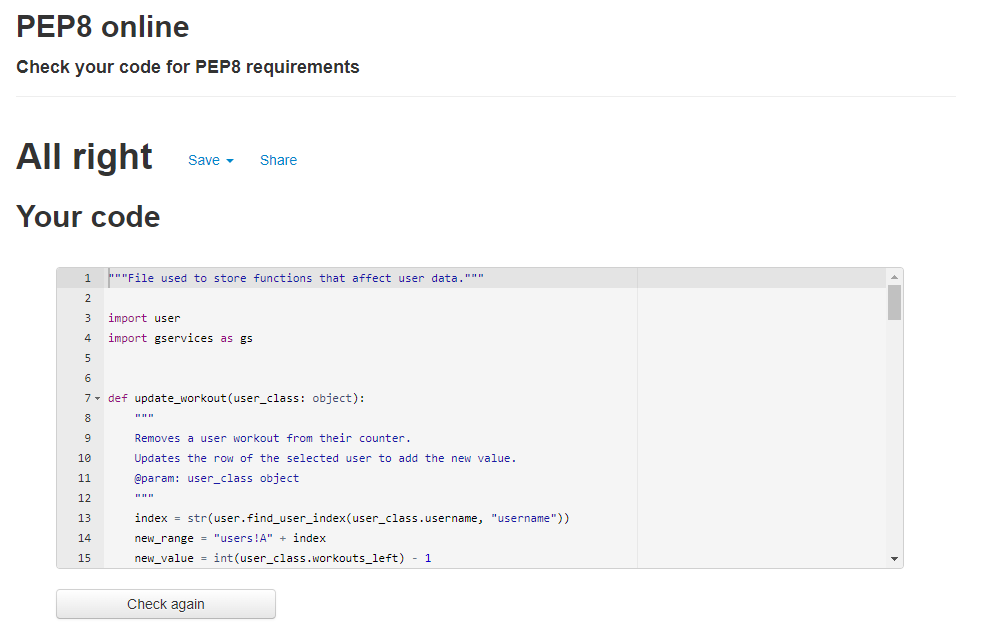 PEP8 online
Check your code for PEP8 requirements
All right Save Share
Your code
1 """File used to store functions that affect user data."""
2
3 import user
4 import gservices as gs
5
6
7 def update_workout(user_class: object):
8     """
9     Removes a user workout from their counter.
10     Updates the row of the selected user to add the new value.
11     @param: user_class object
12     """
13     index = str(user.find_user_index(user_class.username, "username"))
14     new_range = "users!A" + index
15     new_value = int(user_class.workouts_left) - 1
Check again